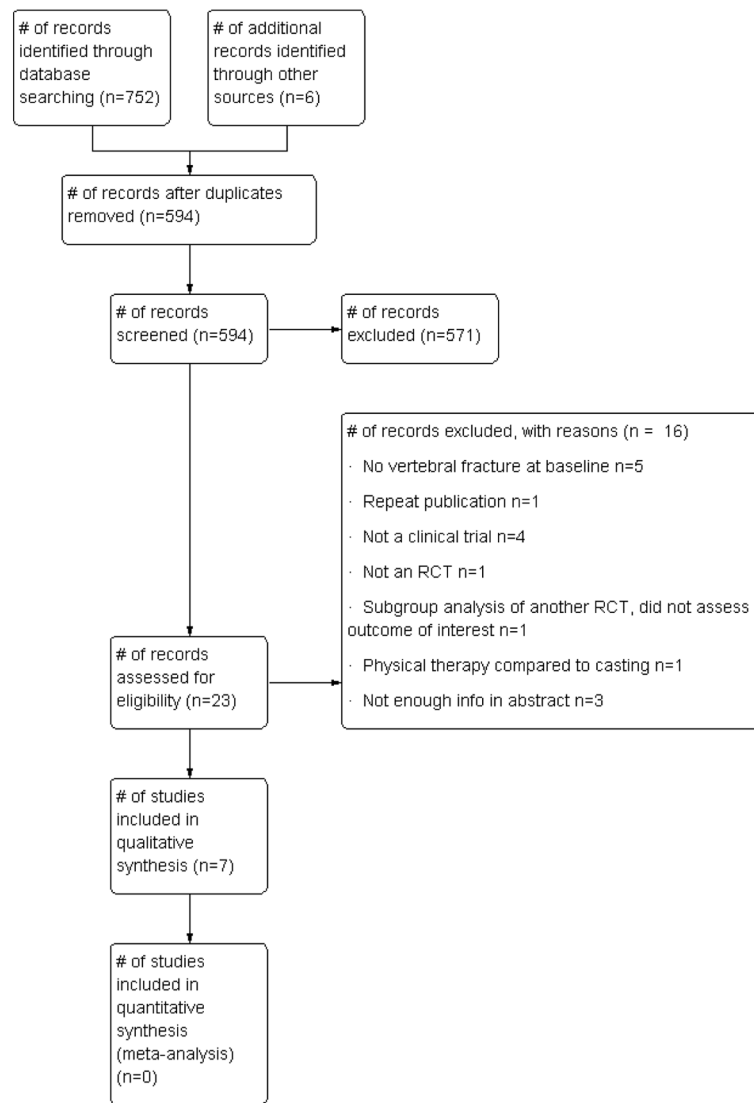 # of records
identified through
database
searching (n=752)
# of additional
records identified
through other
sources (n=6)
# of records after duplicates
removed (n=594)
# of records
screened (n=594)
# of records
excluded (n=571)
# of records excluded, with reasons (n =  16)
· No vertebral fracture at baseline n=5
· Repeat publication n=1
· Not a clinical trial n=4
· Not an RCT n=1
· Subgroup analysis of another RCT, did not assess
outcome of interest n=1
· Physical therapy compared to casting n=1
· Not enough info in abstract n=3
# of records
assessed for
eligibility (n=23)
# of studies
included in
qualitative
synthesis (n=7)
# of studies
included in
quantitative
synthesis
(meta-analysis)
(n=0)